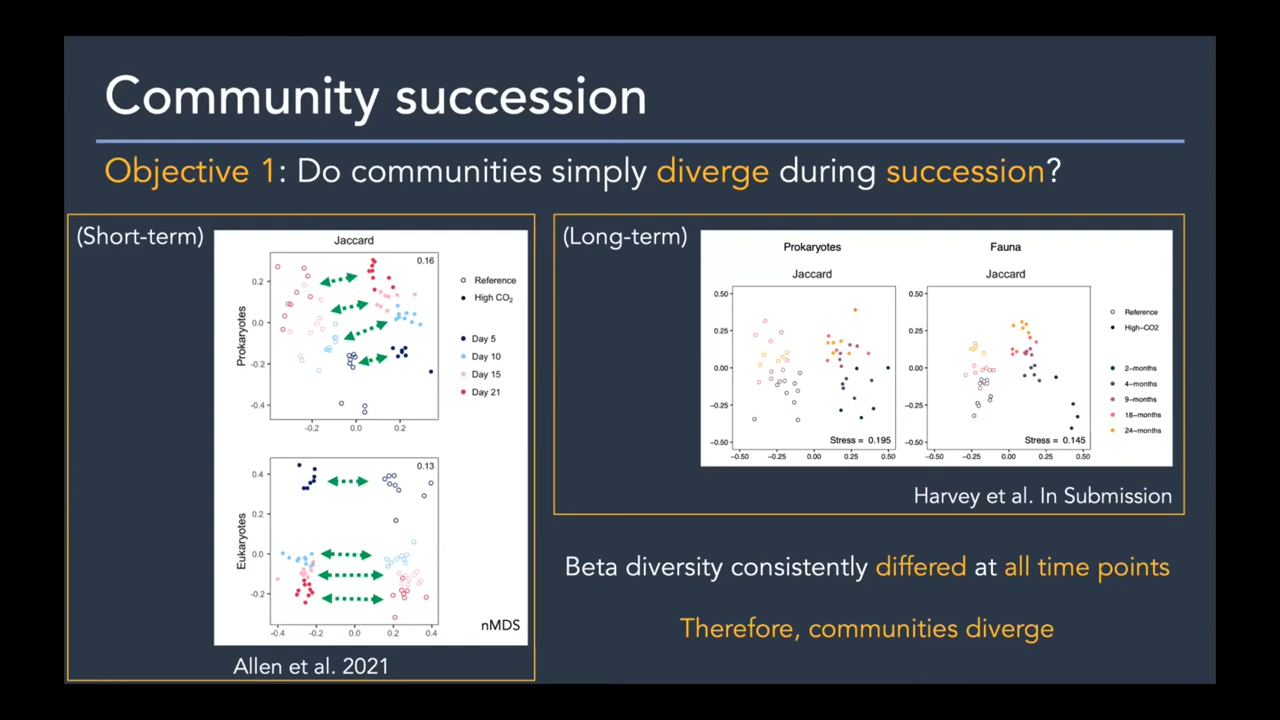 Community succession
Objective 1: Do communities simply diverge during succession?
(Short-term)
Jaccard
0.16
Prokaryotes
0.2
0.0
-0.2
-0.4
-0.2
0.0
0.2
Reference
High CO2
Day 5
Day 10
Day 15
Day 21
0.13
Eukaryotes
0.4
0.2
0.0
-0.2
-0.4
-0.2
0.0
0.2
0.4
nMDS
Allen et al. 2021
(Long-term)
Prokaryotes
Jaccard
0.50
0.25
0.00
−0.25
−0.50
−0.50
−0.25
0.00
0.25
0.50
Stress = 0.195
Fauna
Jaccard
0.50
0.25
0.00
−0.25
−0.50
−0.50
−0.25
0.00
0.25
0.50
Stress = 0.145
Reference
High−CO2
2−months
4−months
9−months
18−months
24−months
Harvey et al. In Submission
Beta diversity consistently differed at all time points
Therefore, communities diverge